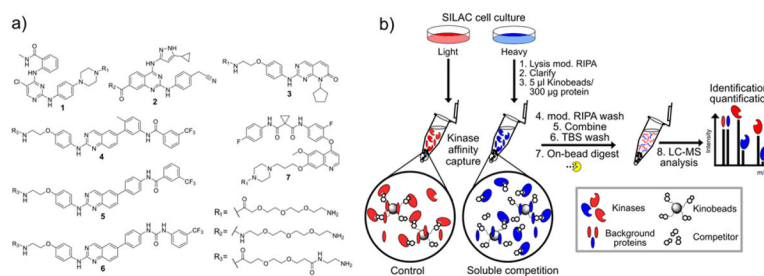 a)
b)
SILAC cell culture
Light
Heavy
1. Lysis mod. RIPA
2. Clarify
3. 5 µl Kinobeads/
300 µg protein
Kinase
affinity
capture
4. mod. RIPA wash
5. Combine
6. TBS wash
7. On-bead digest
8. LC-MS
analysis
Identification
quantification
Intensity
m/
Control
Soluble competition
Kinases
Background
proteins
Kinobeads
Competitor
1
2
3
4
5
6
7
R₁ =
R₂ =
R₃ =